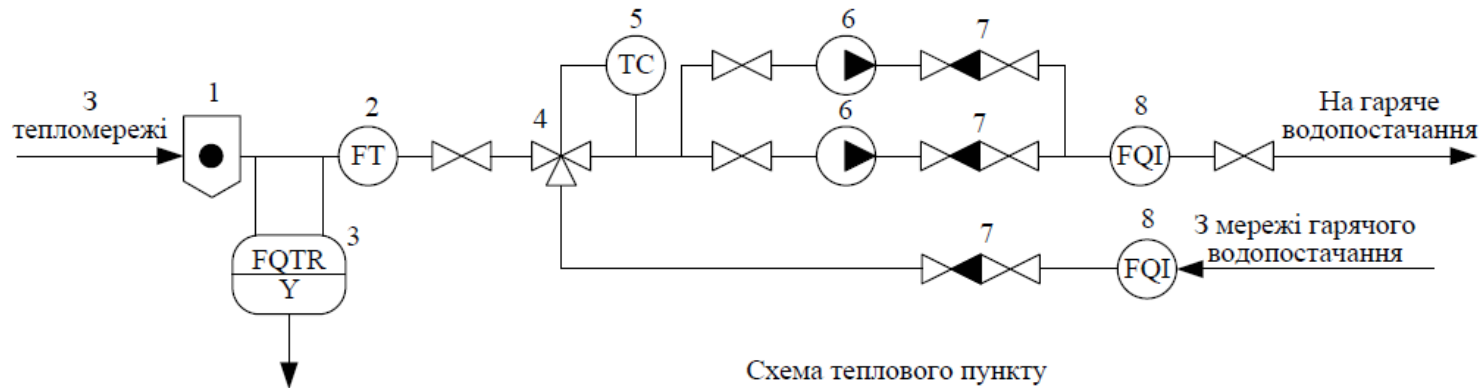 5
6
7
1
З
тепломережі
2
4
TC
6
7
8
На гаряче
водопостачання
FT
FQI
3
FQTR
Y
7
8
З мережі гарячого
водопостачання
FQI
Схема теплового пункту